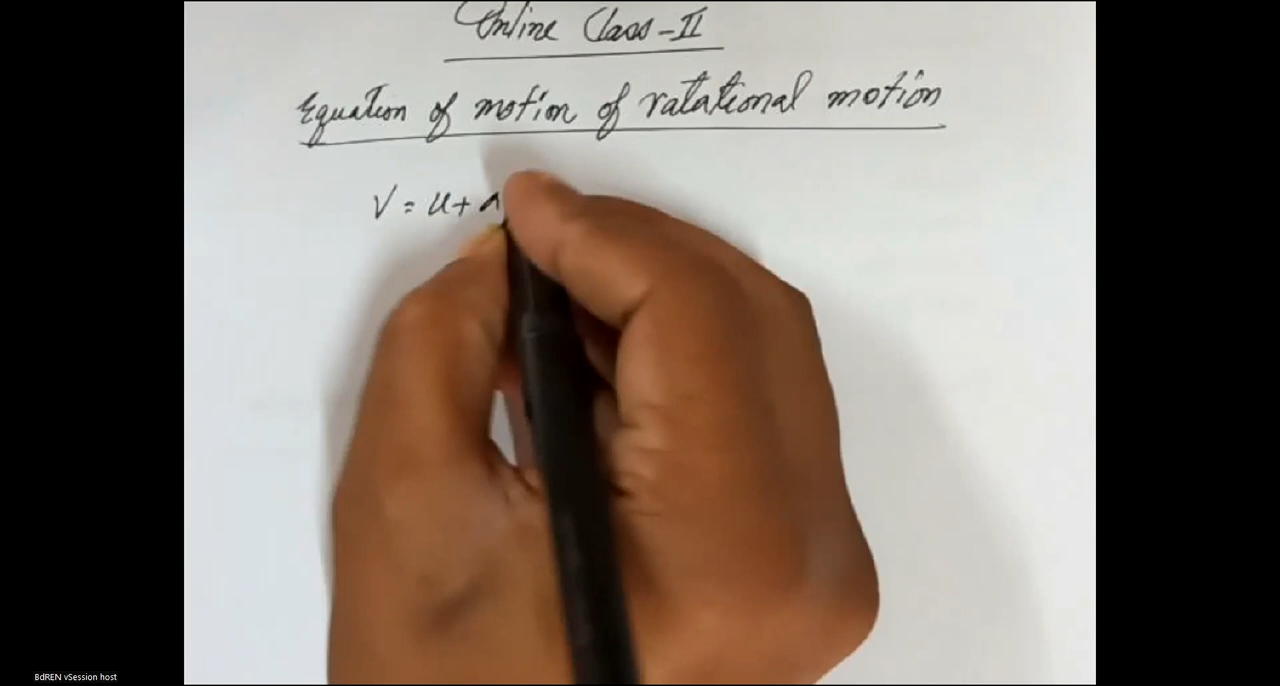 Online Class-II
Equation of motion of ratational motion
V = u + a
BdREN vSession host